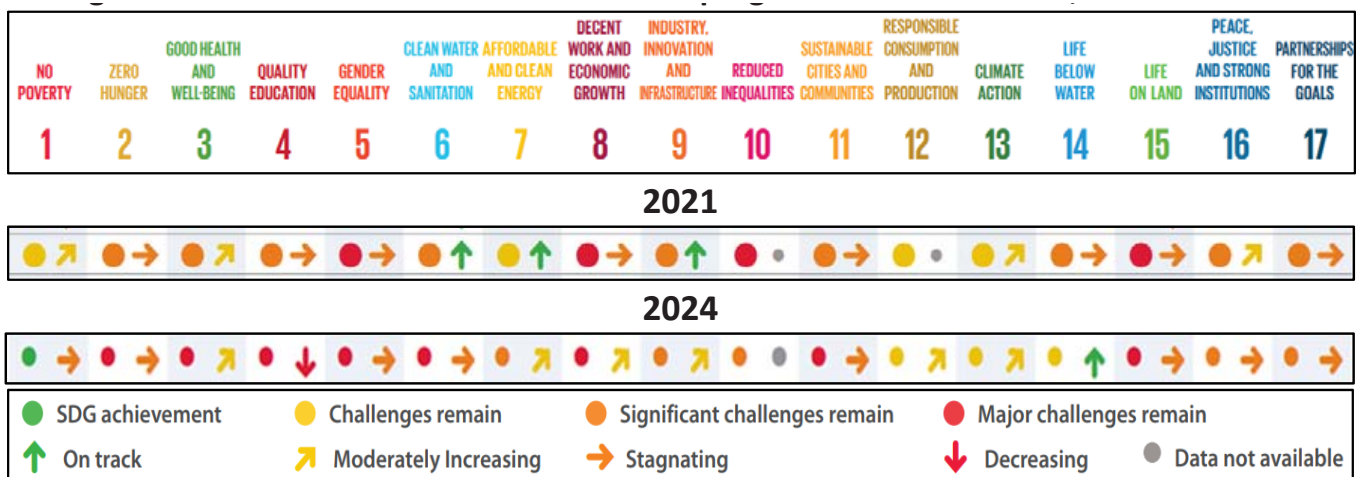 NO
POVERTY
1
ZERO
HUNGER
2
GOOD HEALTH
AND
WELL-BEING
3
QUALITY
EDUCATION
4
GENDER
EQUALITY
5
CLEAN WATER
AND
SANITATION
6
AFFORDABLE
AND CLEAN
ENERGY
7
DECENT
WORK AND
ECONOMIC
GROWTH
8
INDUSTRY,
INNOVATION
AND
INFRASTRUCTURE
9
REDUCED
INEQUALITIES
10
SUSTAINABLE
CITIES AND
COMMUNITIES
11
RESPONSIBLE
CONSUMPTION
AND
PRODUCTION
12
CLIMATE
ACTION
13
LIFE
BELOW
WATER
14
LIFE
ON LAND
15
PEACE,
JUSTICE
AND STRONG
INSTITUTIONS
16
PARTNERSHIPS
FOR THE
GOALS
17
2021
2024
SDG achievement
Challenges remain
Significant challenges remain
Major challenges remain
On track
Moderately Increasing
Stagnating
Decreasing
Data not available